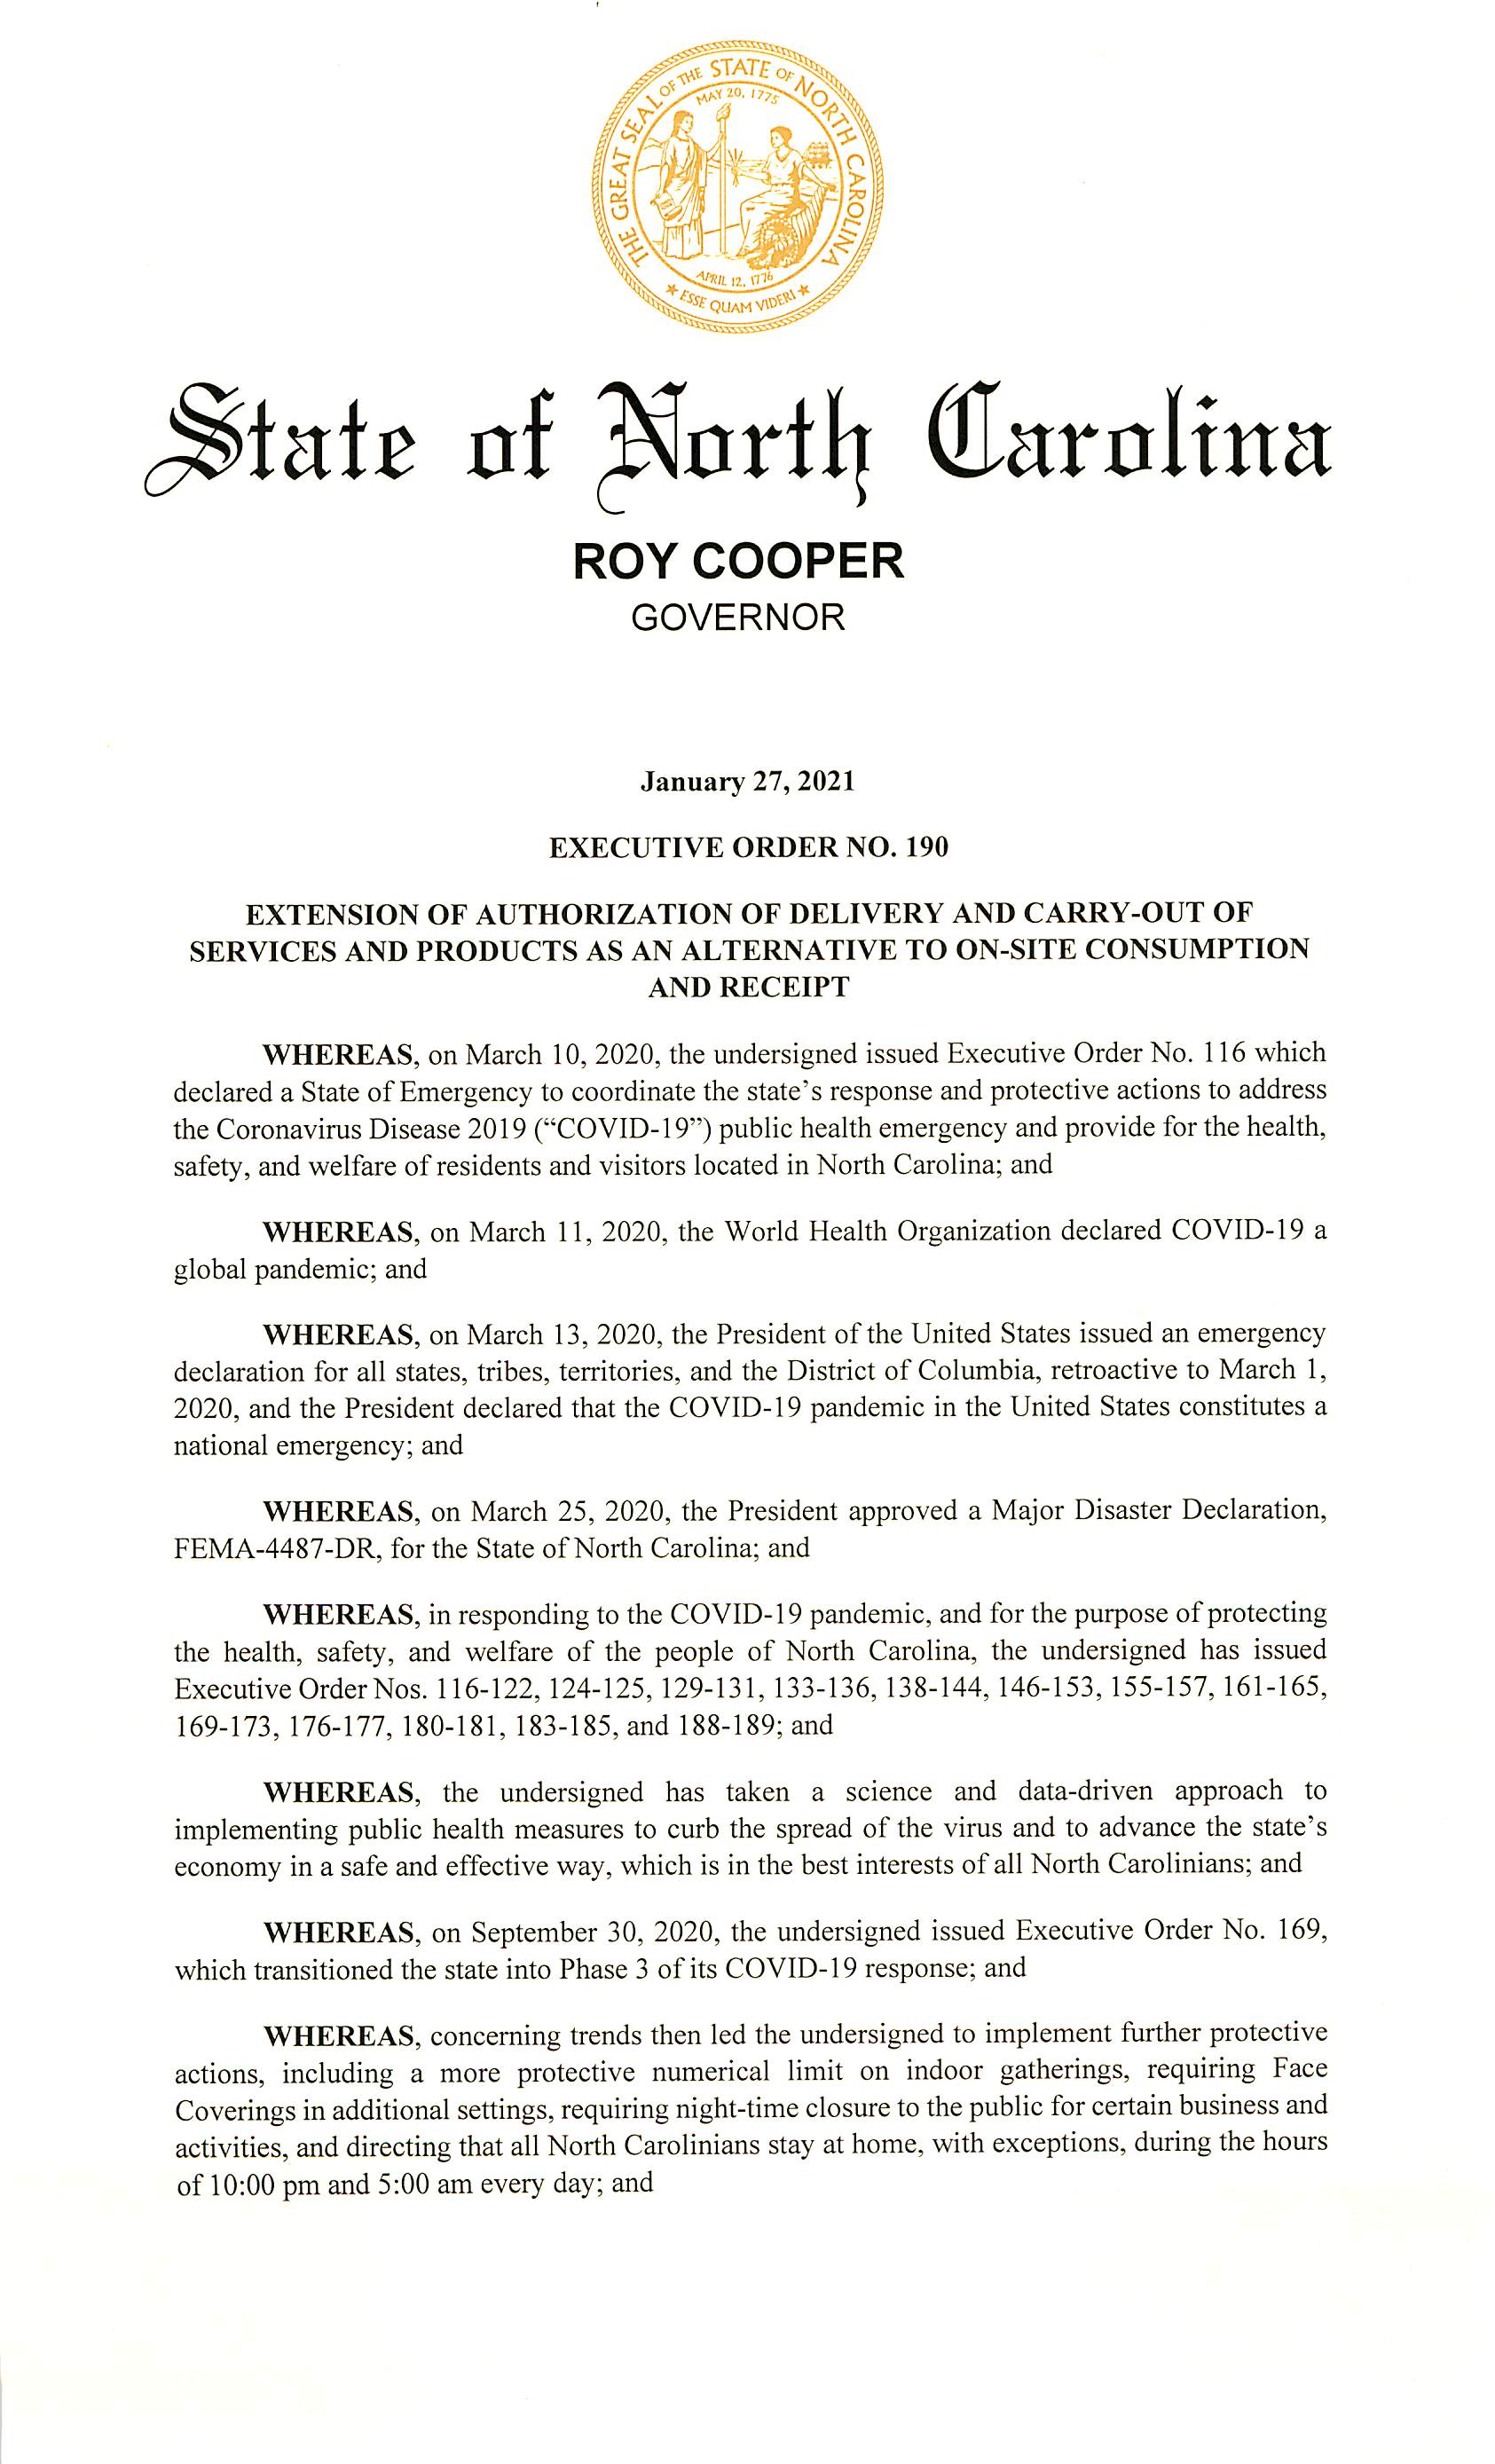 THE GREAT SEAL OF THE STATE OF NORTH CAROLINA
MAY 20, 1775
APRIL 12, 1776
★ ESSE QUAM VIDERI ★
State of North Carolina
ROY COOPER
GOVERNOR
January 27, 2021
EXECUTIVE ORDER NO. 190
EXTENSION OF AUTHORIZATION OF DELIVERY AND CARRY-OUT OF
SERVICES AND PRODUCTS AS AN ALTERNATIVE TO ON-SITE CONSUMPTION
AND RECEIPT
WHEREAS, on March 10, 2020, the undersigned issued Executive Order No. 116 which
declared a State of Emergency to coordinate the state’s response and protective actions to address
the Coronavirus Disease 2019 (“COVID-19”) public health emergency and provide for the health,
safety, and welfare of residents and visitors located in North Carolina; and
WHEREAS, on March 11, 2020, the World Health Organization declared COVID-19 a
global pandemic; and
WHEREAS, on March 13, 2020, the President of the United States issued an emergency
declaration for all states, tribes, territories, and the District of Columbia, retroactive to March 1,
2020, and the President declared that the COVID-19 pandemic in the United States constitutes a
national emergency; and
WHEREAS, on March 25, 2020, the President approved a Major Disaster Declaration,
FEMA-4487-DR, for the State of North Carolina; and
WHEREAS, in responding to the COVID-19 pandemic, and for the purpose of protecting
the health, safety, and welfare of the people of North Carolina, the undersigned has issued
Executive Order Nos. 116-122, 124-125, 129-131, 133-136, 138-144, 146-153, 155-157, 161-165,
169-173, 176-177, 180-181, 183-185, and 188-189; and
WHEREAS, the undersigned has taken a science and data-driven approach to
implementing public health measures to curb the spread of the virus and to advance the state’s
economy in a safe and effective way, which is in the best interests of all North Carolinians; and
WHEREAS, on September 30, 2020, the undersigned issued Executive Order No. 169,
which transitioned the state into Phase 3 of its COVID-19 response; and
WHEREAS, concerning trends then led the undersigned to implement further protective
actions, including a more protective numerical limit on indoor gatherings, requiring Face
Coverings in additional settings, requiring night-time closure to the public for certain business and
activities, and directing that all North Carolinians stay at home, with exceptions, during the hours
of 10:00 pm and 5:00 am every day; and